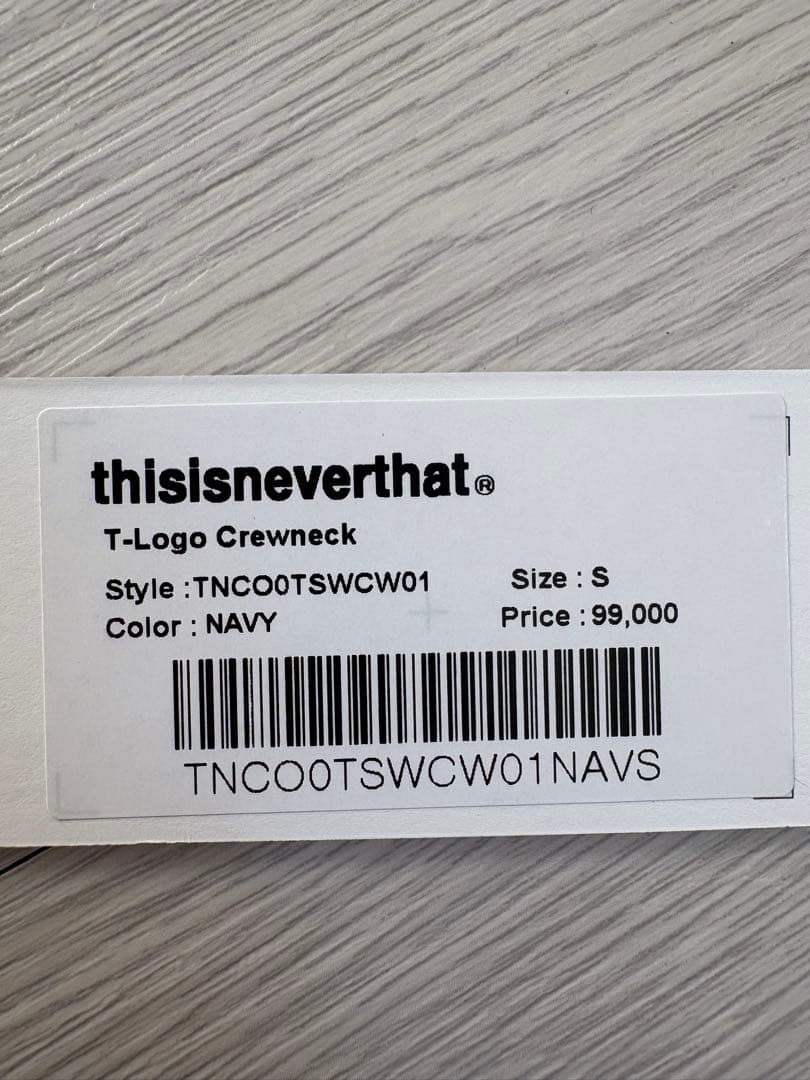 thisisneverthat®
T-Logo Crewneck
Style :TNCO0TSWCW01 Size : S
Color : NAVY Price : 99,000
TNCO0TSWCW01NAVS